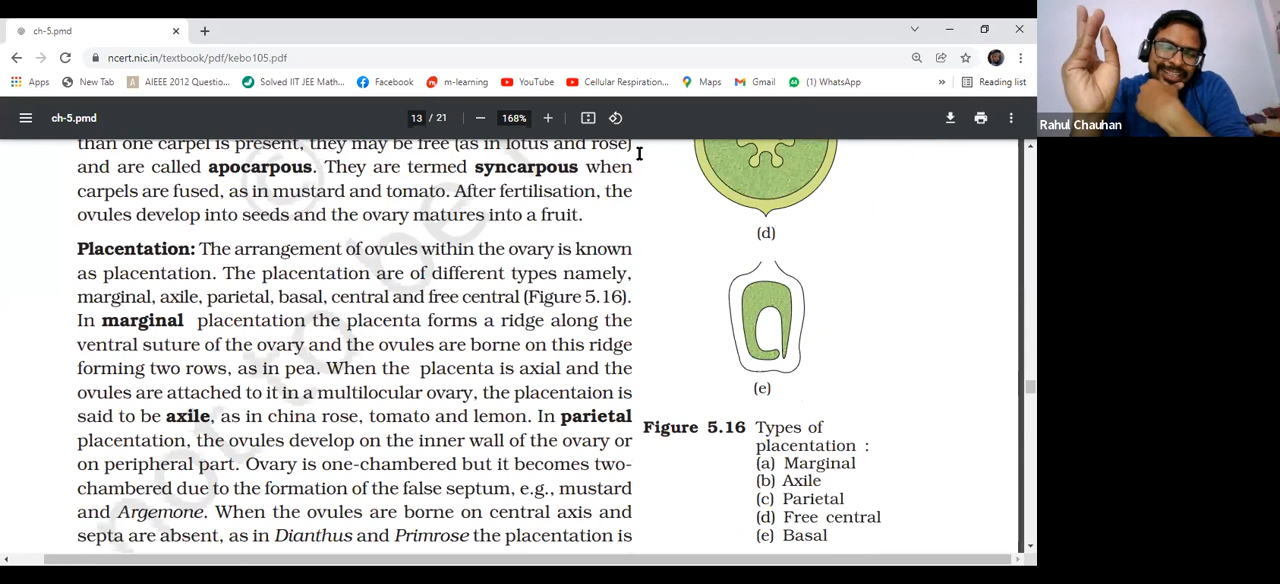 ch-5.pmd
ncert.nic.in/textbook/pdf/kebo105.pdf
Apps New Tab AIEEE 2012 Questio... Solved IIT JEE Math... Facebook m-learning YouTube Cellular Respiration,... Maps Gmail (1) WhatsApp » Reading list
ch-5.pmd 13 / 21 168%
Rahul Chauhan
than one carpel is present, they may be free (as in lotus and rose)
and are called apocarpous. They are termed syncarpous when
carpels are fused, as in mustard and tomato. After fertilisation, the
ovules develop into seeds and the ovary matures into a fruit.
(d)
Placentation: The arrangement of ovules within the ovary is known
as placentation. The placentation are of different types namely,
marginal, axile, parietal, basal, central and free central (Figure 5.16).
In marginal placentation the placenta forms a ridge along the
ventral suture of the ovary and the ovules are borne on this ridge
forming two rows, as in pea. When the placenta is axial and the
ovules are attached to it in a multilocular ovary, the placentaion is
said to be axile, as in china rose, tomato and lemon. In parietal
placentation, the ovules develop on the inner wall of the ovary or
on peripheral part. Ovary is one-chambered but it becomes two-
chambered due to the formation of the false septum, e.g., mustard
and Argemone. When the ovules are borne on central axis and
septa are absent, as in Dianthus and Primrose the placentation is
(e)
Figure 5.16 Types of
placentation :
(a) Marginal
(b) Axile
(c) Parietal
(d) Free central
(e) Basal
©
not to be